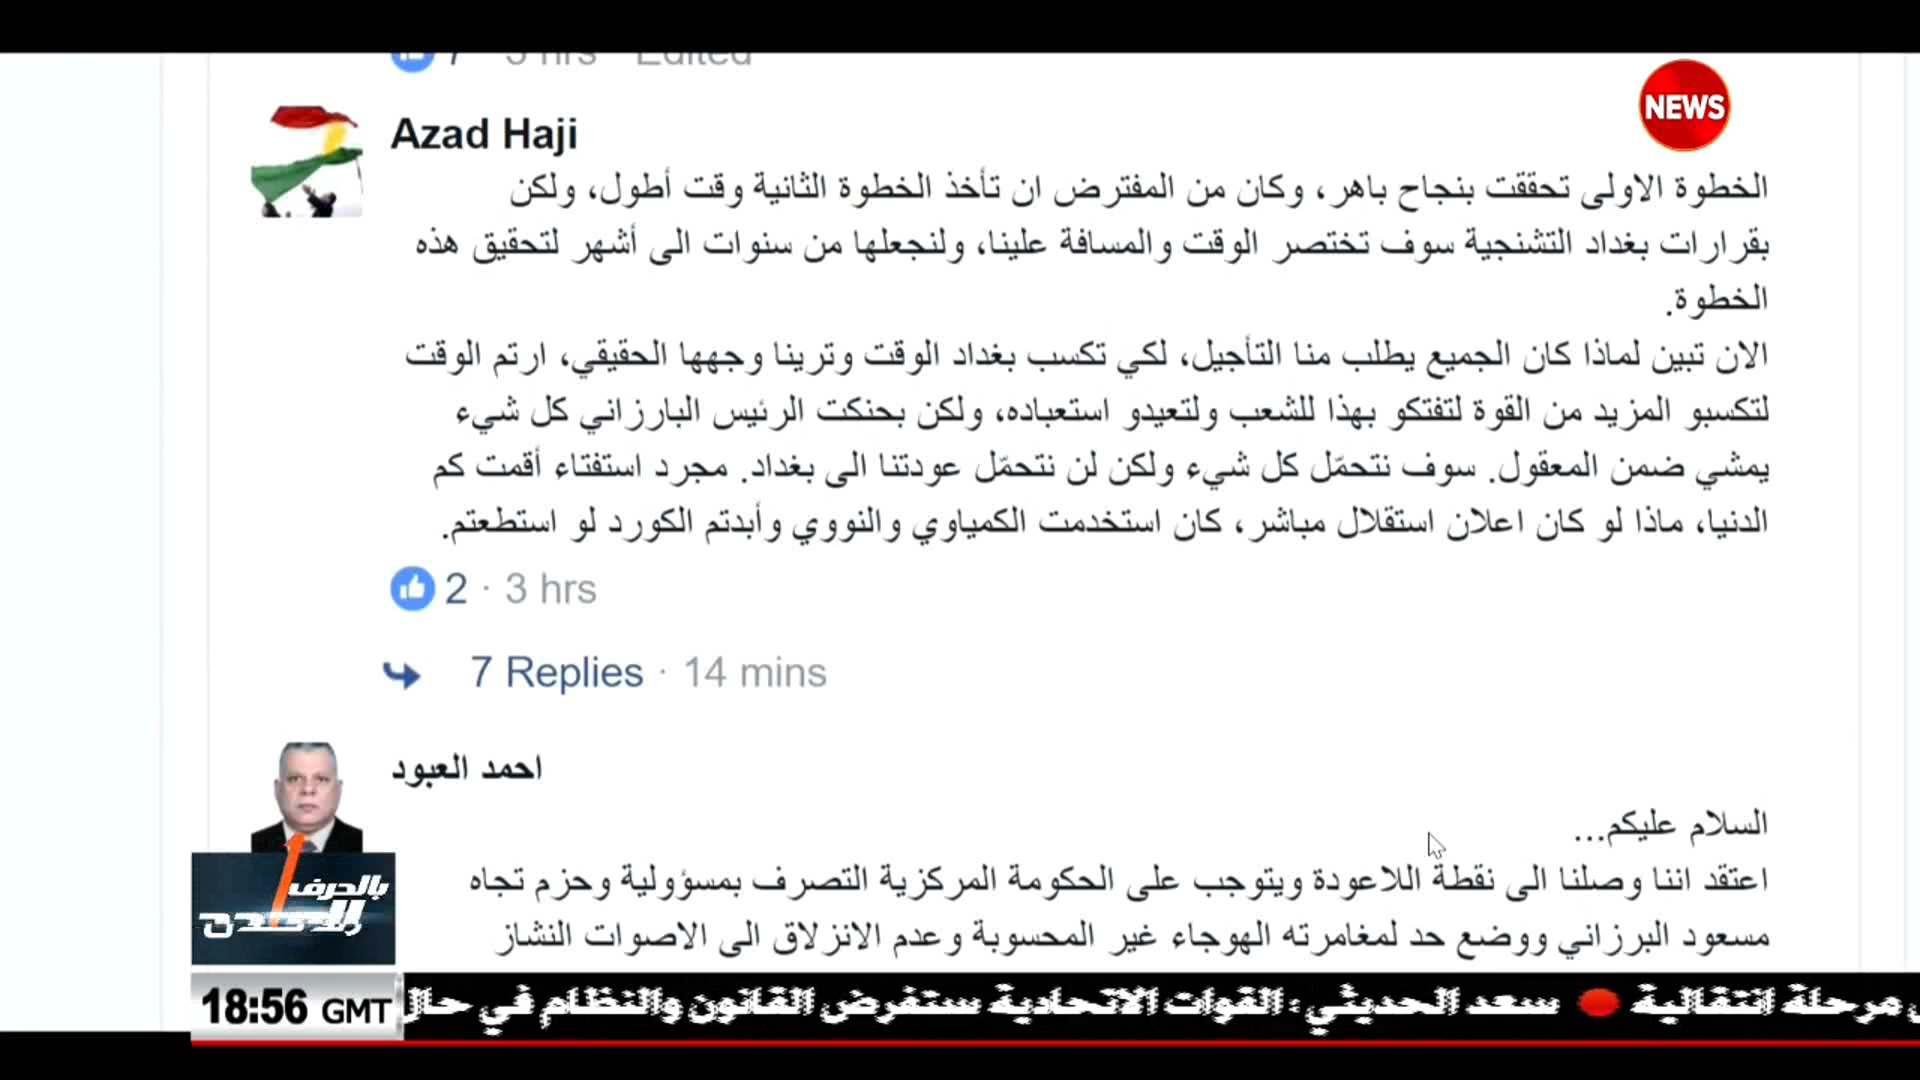 7 3 hrs Edited
NEWS
Azad Haji
الخطوة الاولى تحققت بنجاح باهر، وكان من المفترض ان تأخذ الخطوة الثانية وقت أطول، ولكن
بقرارات بغداد التشنجية سوف تختصر الوقت والمسافة علينا، ولنجعلها من سنوات الى أشهر لتحقيق هذه
الخطوة.
الان تبين لماذا كان الجميع يطلب منا التأجيل، لكي تكسب بغداد الوقت وترينا وجهها الحقيقي، ارتم الوقت
لتكسبو المزيد من القوة لتفتكو بهذا للشعب ولتعيدو استعباده، ولكن بحنكت الرئيس البارزاني كل شيء
يمشي ضمن المعقول. سوف نتحمّل كل شيء ولكن لن نتحمّل عودتنا الى بغداد. مجرد استفتاء أقمت كم
الدنيا، ماذا لو كان اعلان استقلال مباشر، كان استخدمت الكمياوي والنووي وأبدتم الكورد لو استطعتم.
2 · 3 hrs
7 Replies · 14 mins
احمد العبود
السلام عليكم...
اعتقد اننا وصلنا الى نقطة اللاعودة ويتوجب على الحكومة المركزية التصرف بمسؤولية وحزم تجاه
مسعود البرزاني ووضع حد لمغامرته الهوجاء غير المحسوبة وعدم الانزلاق الى الاصوات النشاز
بالحرف
الواحد
18:56 GMT
مرحلة انتقالية ● سعد الحديثي : القوات الاتحادية ستفرض القانون والنظام في حال